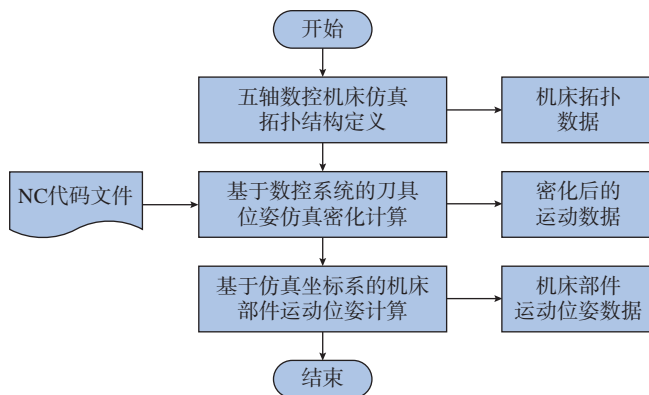 开始
五轴数控机床仿真
拓扑结构定义
机床拓扑
数据
NC代码文件
基于数控系统的刀具
位姿仿真密化计算
密化后的
运动数据
基于仿真坐标系的机床
部件运动位姿计算
机床部件
运动位姿数据
结束